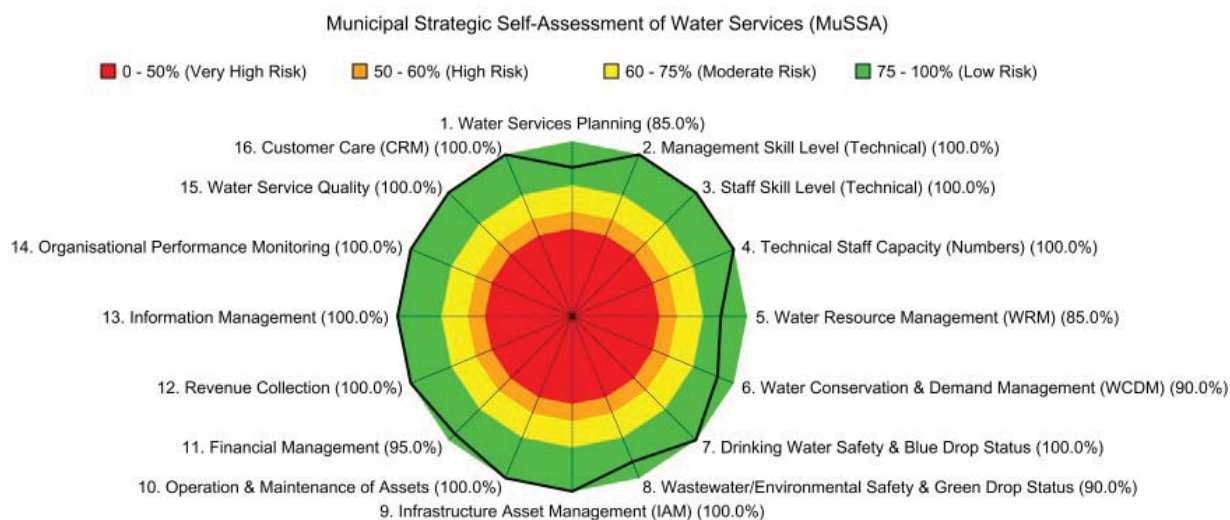 Municipal Strategic Self-Assessment of Water Services (MuSSA)
0 - 50% (Very High Risk)
50 - 60% (High Risk)
60 - 75% (Moderate Risk)
75 - 100% (Low Risk)
1. Water Services Planning (85.0%)
2. Management Skill Level (Technical) (100.0%)
3. Staff Skill Level (Technical) (100.0%)
4. Technical Staff Capacity (Numbers) (100.0%)
5. Water Resource Management (WRM) (85.0%)
6. Water Conservation & Demand Management (WCDM) (90.0%)
7. Drinking Water Safety & Blue Drop Status (100.0%)
8. Wastewater/Environmental Safety & Green Drop Status (90.0%)
9. Infrastructure Asset Management (IAM) (100.0%)
10. Operation & Maintenance of Assets (100.0%)
11. Financial Management (95.0%)
12. Revenue Collection (100.0%)
13. Information Management (100.0%)
14. Organisational Performance Monitoring (100.0%)
15. Water Service Quality (100.0%)
16. Customer Care (CRM) (100.0%)